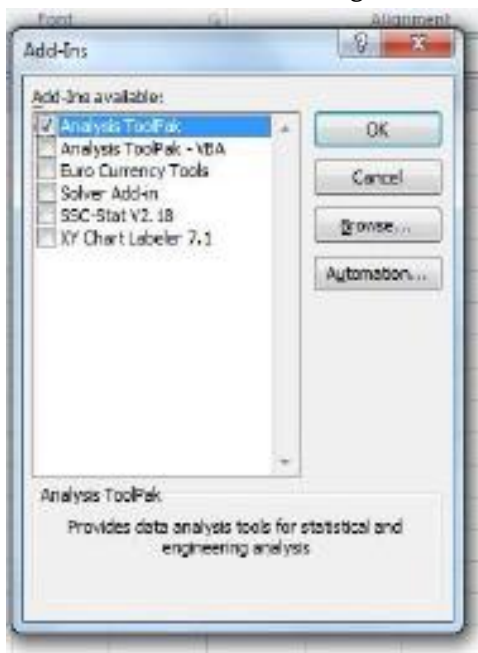 Font Alignment
Add-Ins
Add-Ins available:
Analysis ToolPak
Analysis ToolPak - VBA
Euro Currency Tools
Solver Add-in
SSC-Stat V2.18
XY Chart Labeler 7.1
OK
Cancel
Browse...
Automation...
Analysis ToolPak
Provides data analysis tools for statistical and
engineering analysis